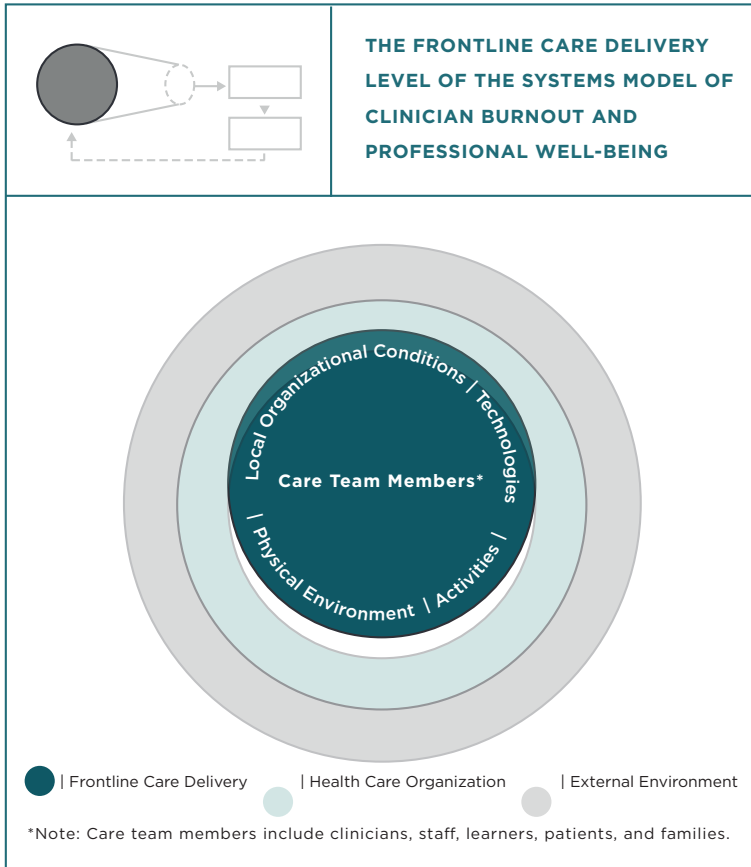 THE FRONTLINE CARE DELIVERY
LEVEL OF THE SYSTEMS MODEL OF
CLINICIAN BURNOUT AND
PROFESSIONAL WELL-BEING
Local Organizational Conditions | Technologies
Care Team Members*
| Physical Environment | Activities |
| Frontline Care Delivery
| Health Care Organization
| External Environment
*Note: Care team members include clinicians, staff, learners, patients, and families.